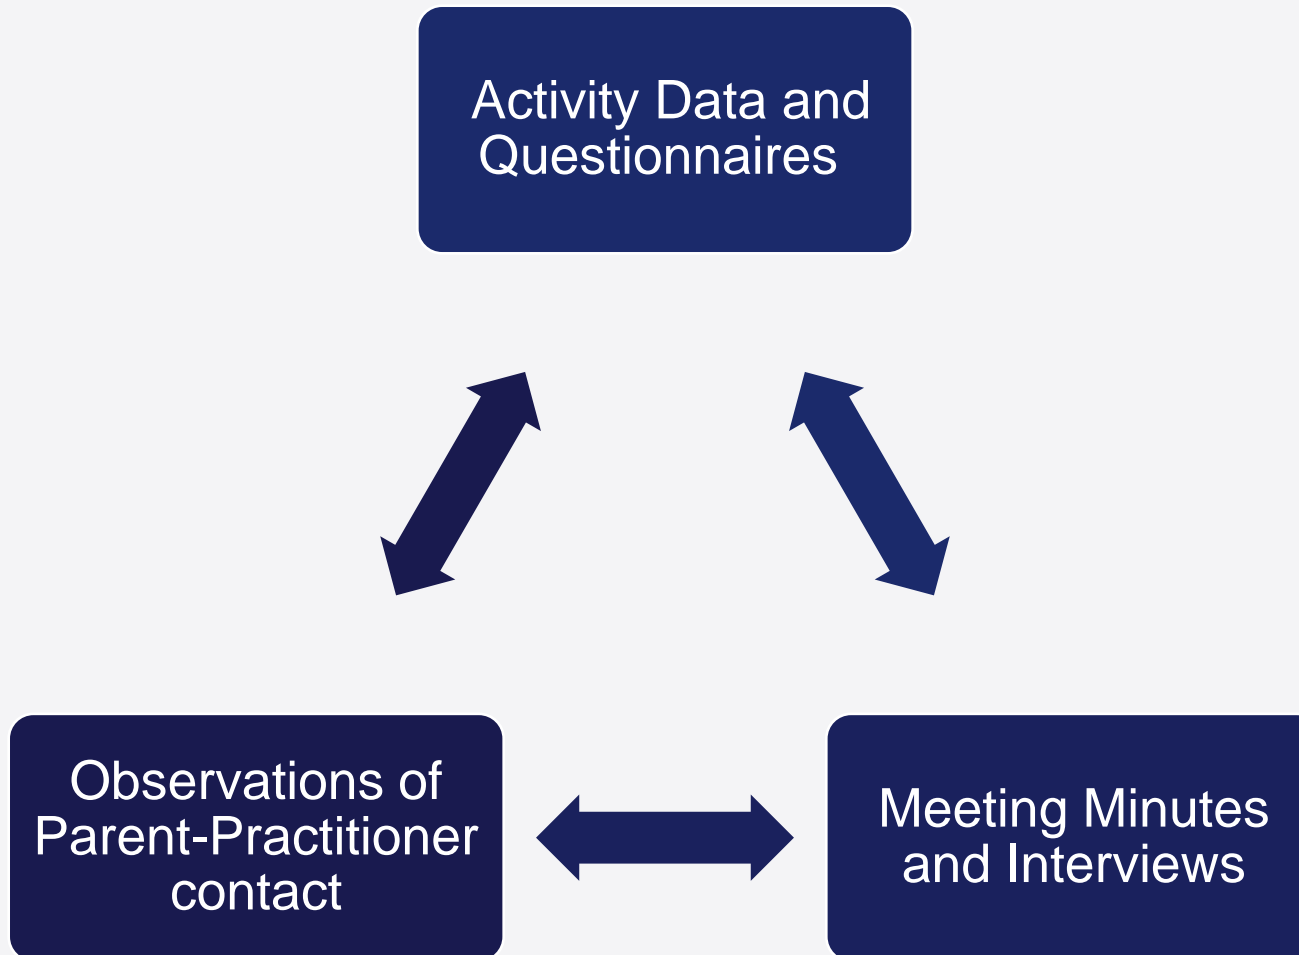 Activity Data and
Questionnaires
Observations of
Parent-Practitioner
contact
Meeting Minutes
and Interviews